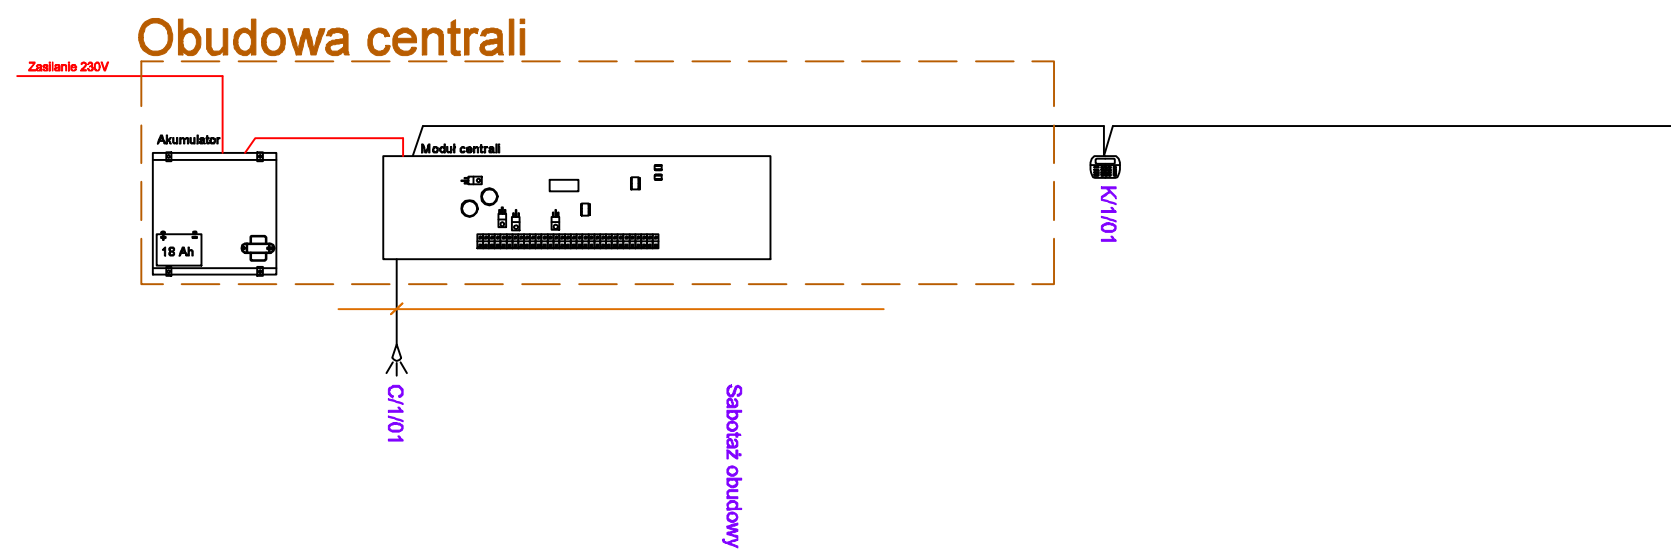 Obudowa centrali
Zasilanie 230V
Akumulator
Moduł centrali
18 Ah
K/1/01
C/1/01
Sabotaż obudowy